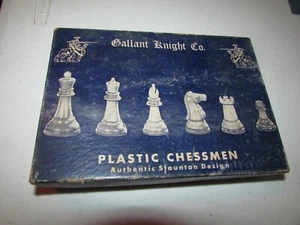 Gallant Knight Co.
PLASTIC CHESSMEN
Authentic Staunton Design